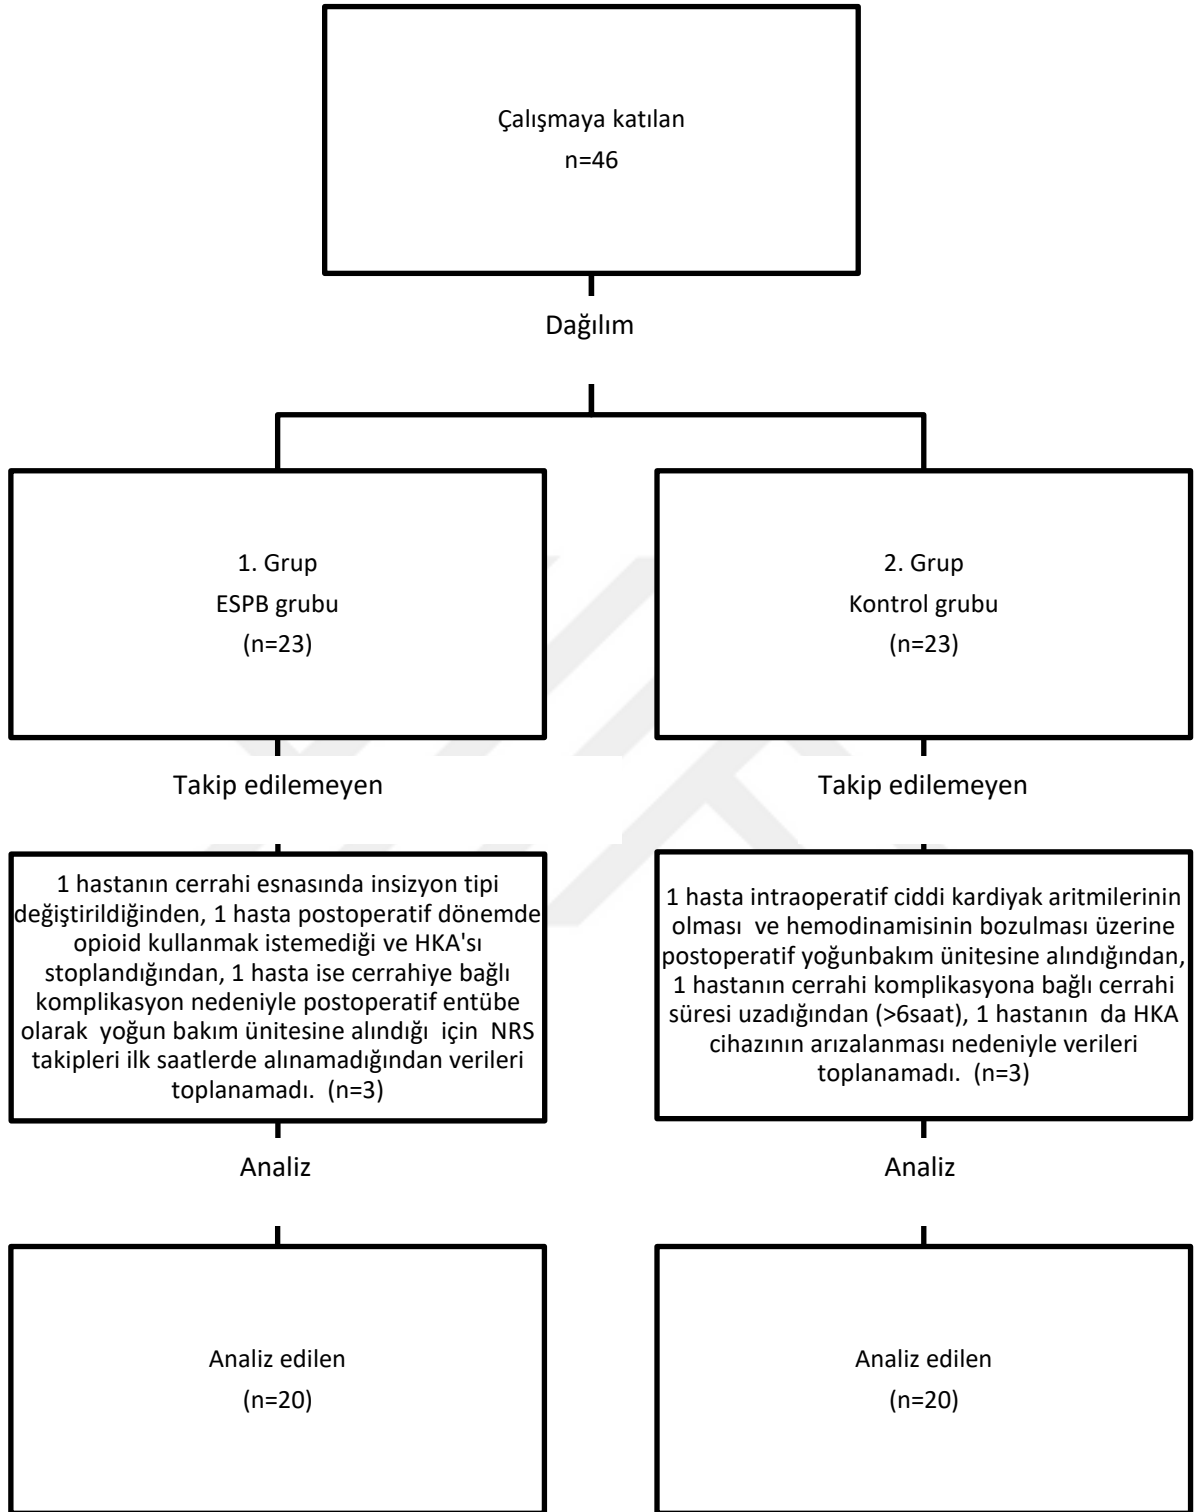 Çalışmaya katılan
n=46
Dağılım
1. Grup
ESPB grubu
(n=23)
2. Grup
Kontrol grubu
(n=23)
Takip edilemeyen
Takip edilemeyen
1 hastanın cerrahi esnasında insizyon tipi
değiştirildiğinden, 1 hasta postoperatif dönemde
opioid kullanmak istemediği ve HKA'sı
stoplandığından, 1 hasta ise cerrahiye bağlı
komplikasyon nedeniyle postoperatif entübe
olarak yoğun bakım ünitesine alındığı için NRS
takipleri ilk saatlerde alınamadığından verileri
toplanamadı. (n=3)
1 hasta intraoperatif ciddi kardiyak aritmilerinin
olması ve hemodinamisinin bozulması üzerine
postoperatif yoğunbakım ünitesine alındığından,
1 hastanın cerrahi komplikasyona bağlı cerrahi
süresi uzadığından (>6saat), 1 hastanın da HKA
cihazının arızalanması nedeniyle verileri
toplanamadı. (n=3)
Analiz
Analiz
Analiz edilen
(n=20)
Analiz edilen
(n=20)